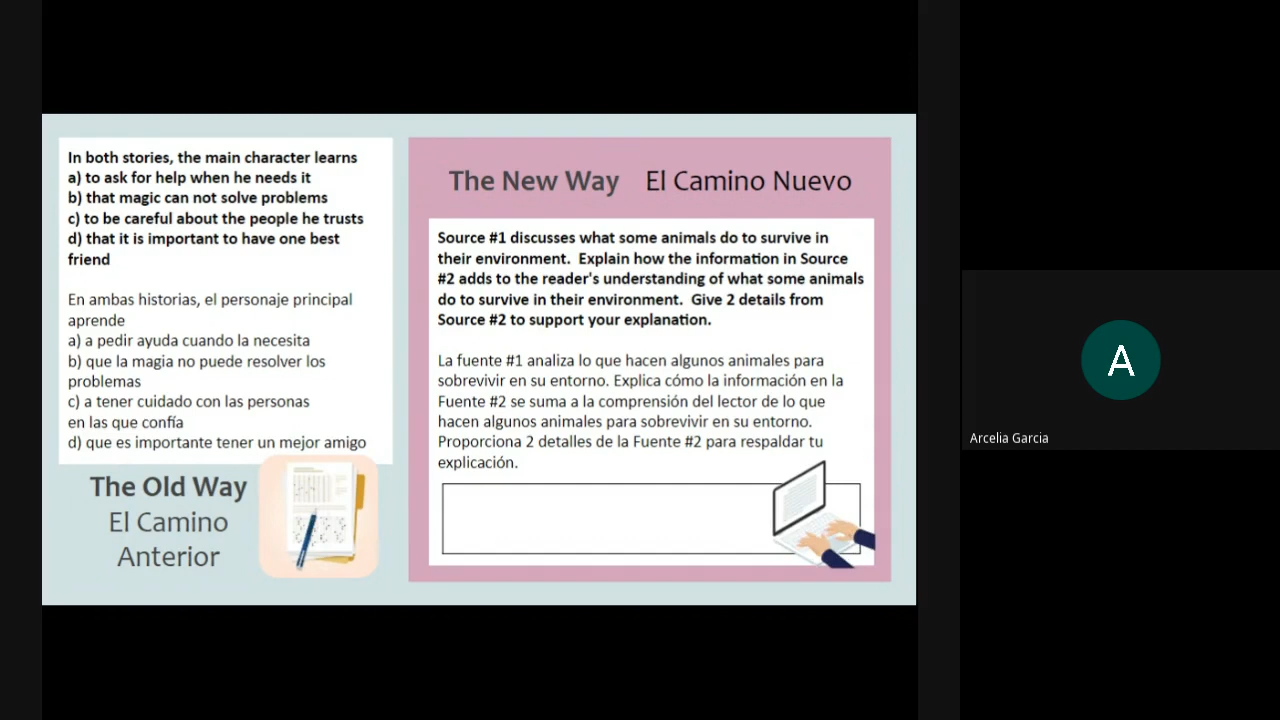 In both stories, the main character learns
a) to ask for help when he needs it
b) that magic can not solve problems
c) to be careful about the people he trusts
d) that it is important to have one best
friend
En ambas historias, el personaje principal
aprende
a) a pedir ayuda cuando la necesita
b) que la magia no puede resolver los
problemas
c) a tener cuidado con las personas
en las que confía
d) que es importante tener un mejor amigo
The Old Way
El Camino
Anterior
The New Way El Camino Nuevo
Source #1 discusses what some animals do to survive in
their environment. Explain how the information in Source
#2 adds to the reader's understanding of what some animals
do to survive in their environment. Give 2 details from
Source #2 to support your explanation.
La fuente #1 analiza lo que hacen algunos animales para
sobrevivir en su entorno. Explica cómo la información en la
Fuente #2 se suma a la comprensión del lector de lo que
hacen algunos animales para sobrevivir en su entorno.
Proporciona 2 detalles de la Fuente #2 para respaldar tu
explicación.
A
Arcelia Garcia